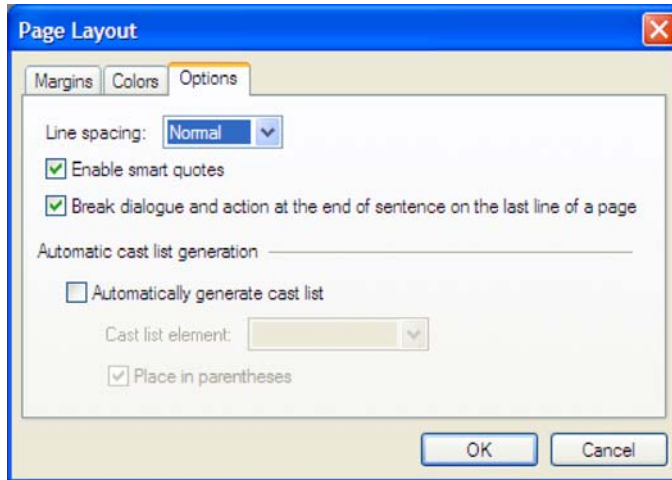 Page Layout
Margins Colors Options
Line spacing: Normal
Enable smart quotes
Break dialogue and action at the end of sentence on the last line of a page
Automatic cast list generation
Automatically generate cast list
Cast list element:
Place in parentheses
OK Cancel